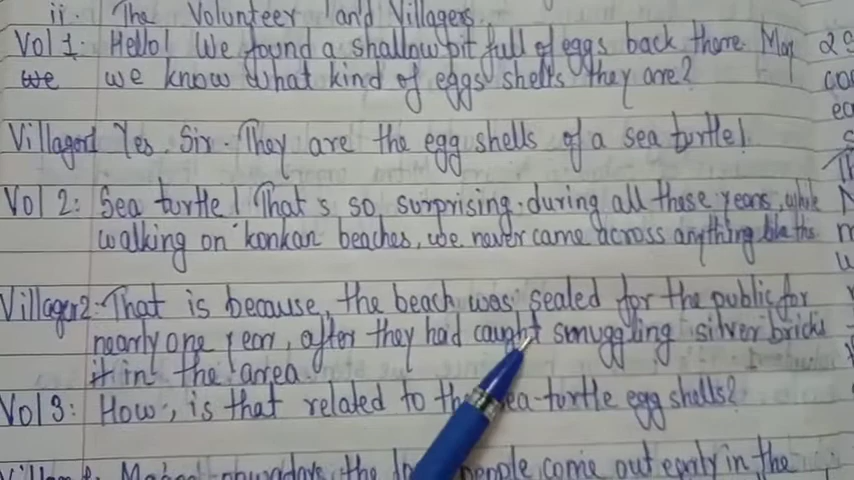 ii. The Volunteer and Villagers.
Vol 1: Hello! We found a shallow pit full of eggs back there. May
we we know what kind of eggs shells they are?
Villager1 Yes, Sir. They are the egg shells of a sea turtle!
Vol 2: Sea turtle! That's so surprising. during all these years, while
walking on konkan beaches, we never came across anything like this
Villager2: That is because, the beach was sealed for the public for
nearly one year, after they had caught smuggling silver bricks
in the area.
Vol 3: How, is that related to the sea-turtle egg shells?
nowadays, the people come out early in the